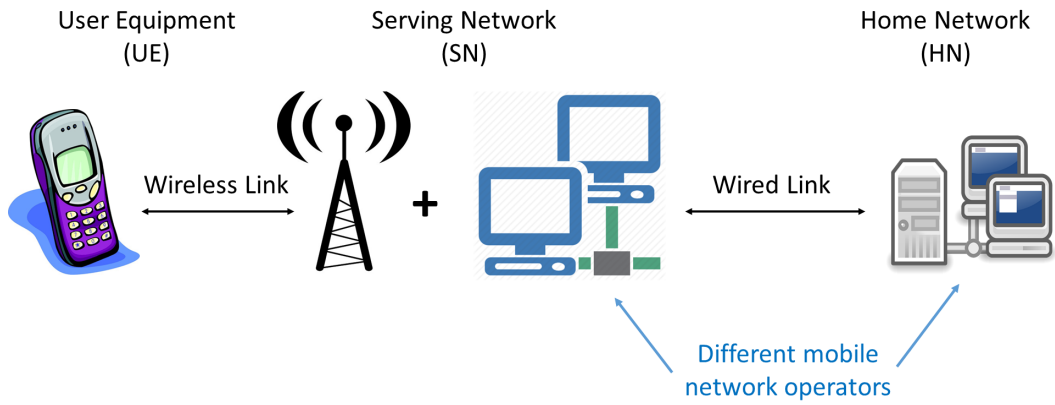 User Equipment
(UE)
Serving Network
(SN)
Home Network
(HN)
Wireless Link
+
Wired Link
Different mobile
network operators